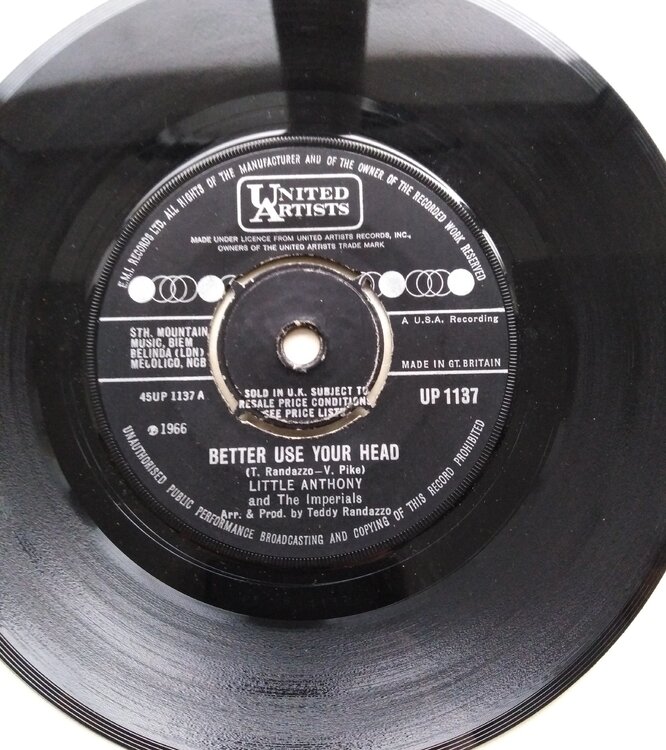 E.M.I. RECORDS LTD. ALL RIGHTS OF THE MANUFACTURER AND OF THE OWNER OF THE RECORDED WORK RESERVED
UNITED
ARTISTS
MADE UNDER LICENCE FROM UNITED ARTISTS RECORDS, INC.,
OWNERS OF THE UNITED ARTISTS TRADE MARK
STH. MOUNTAIN
MUSIC, BIEM
BELINDA (LDN)
MELOLIGO, NCB
A U.S.A. Recording
MADE IN GT. BRITAIN
45UP 1137 A
SOLD IN U.K. SUBJECT TO
RESALE PRICE CONDITIONS
SEE PRICE LISTS
UP 1137
℗1966
BETTER USE YOUR HEAD
(T. Randazzo—V. Pike)
LITTLE ANTHONY
and The Imperials
Arr. & Prod. by Teddy Randazzo
UNAUTHORISED PUBLIC PERFORMANCE BROADCASTING AND COPYING OF THIS RECORD PROHIBITED